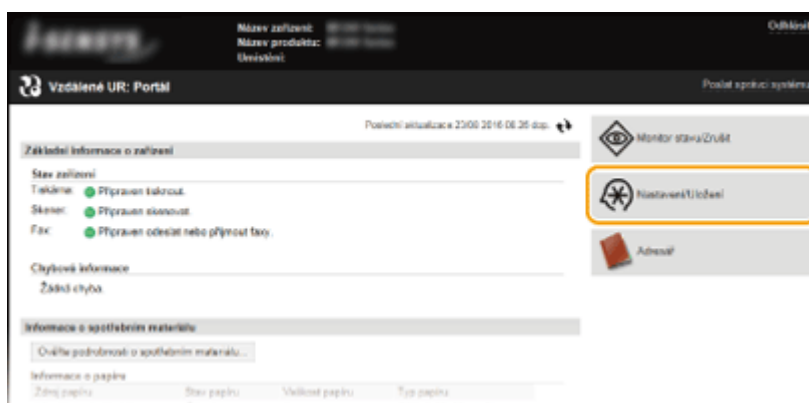 i-SENSYS
Název zařízení:
Odhlásit
Název produktu:
Umístění:
Vzdálené UR: Portál
Poslat správci systému
Poslední aktualizace 23/08 2016 08:26 dop.
Základní informace o zařízení
Stav zařízení
Tiskárna: Připraven tisknout.
Skener: Připraven skenovat.
Fax: Připraven odeslat nebo přijmout faxy.
Chybová informace
Žádná chyba.
Informace o spotřebním materiálu
Ověřte podrobnosti o spotřebním materiálu...
Informace o papíru
Zdroj papíru Stav papíru Velikost papíru Typ papíru
Monitor stavu/Zrušit
Nastavení/Uložení
Adresář